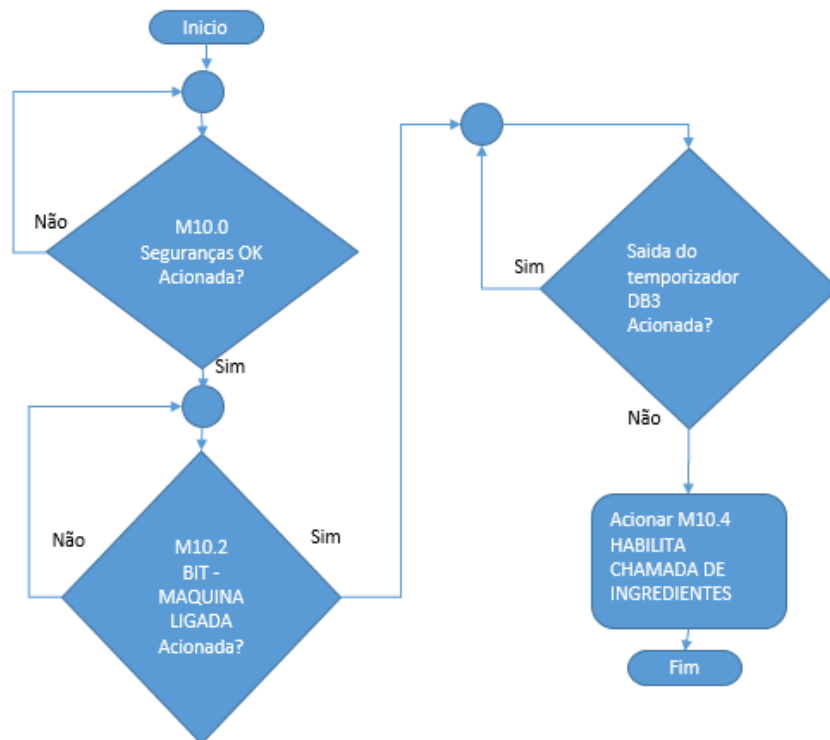 Inicio
Não
M10.0
Seguranças OK
Acionada?
Sim
Não
M10.2
BIT -
MAQUINA
LIGADA
Acionada?
Sim
Sim
Saida do
temporizador
DB3
Acionada?
Não
Acionar M10.4
HABILITA
CHAMADA DE
INGREDIENTES
Fim